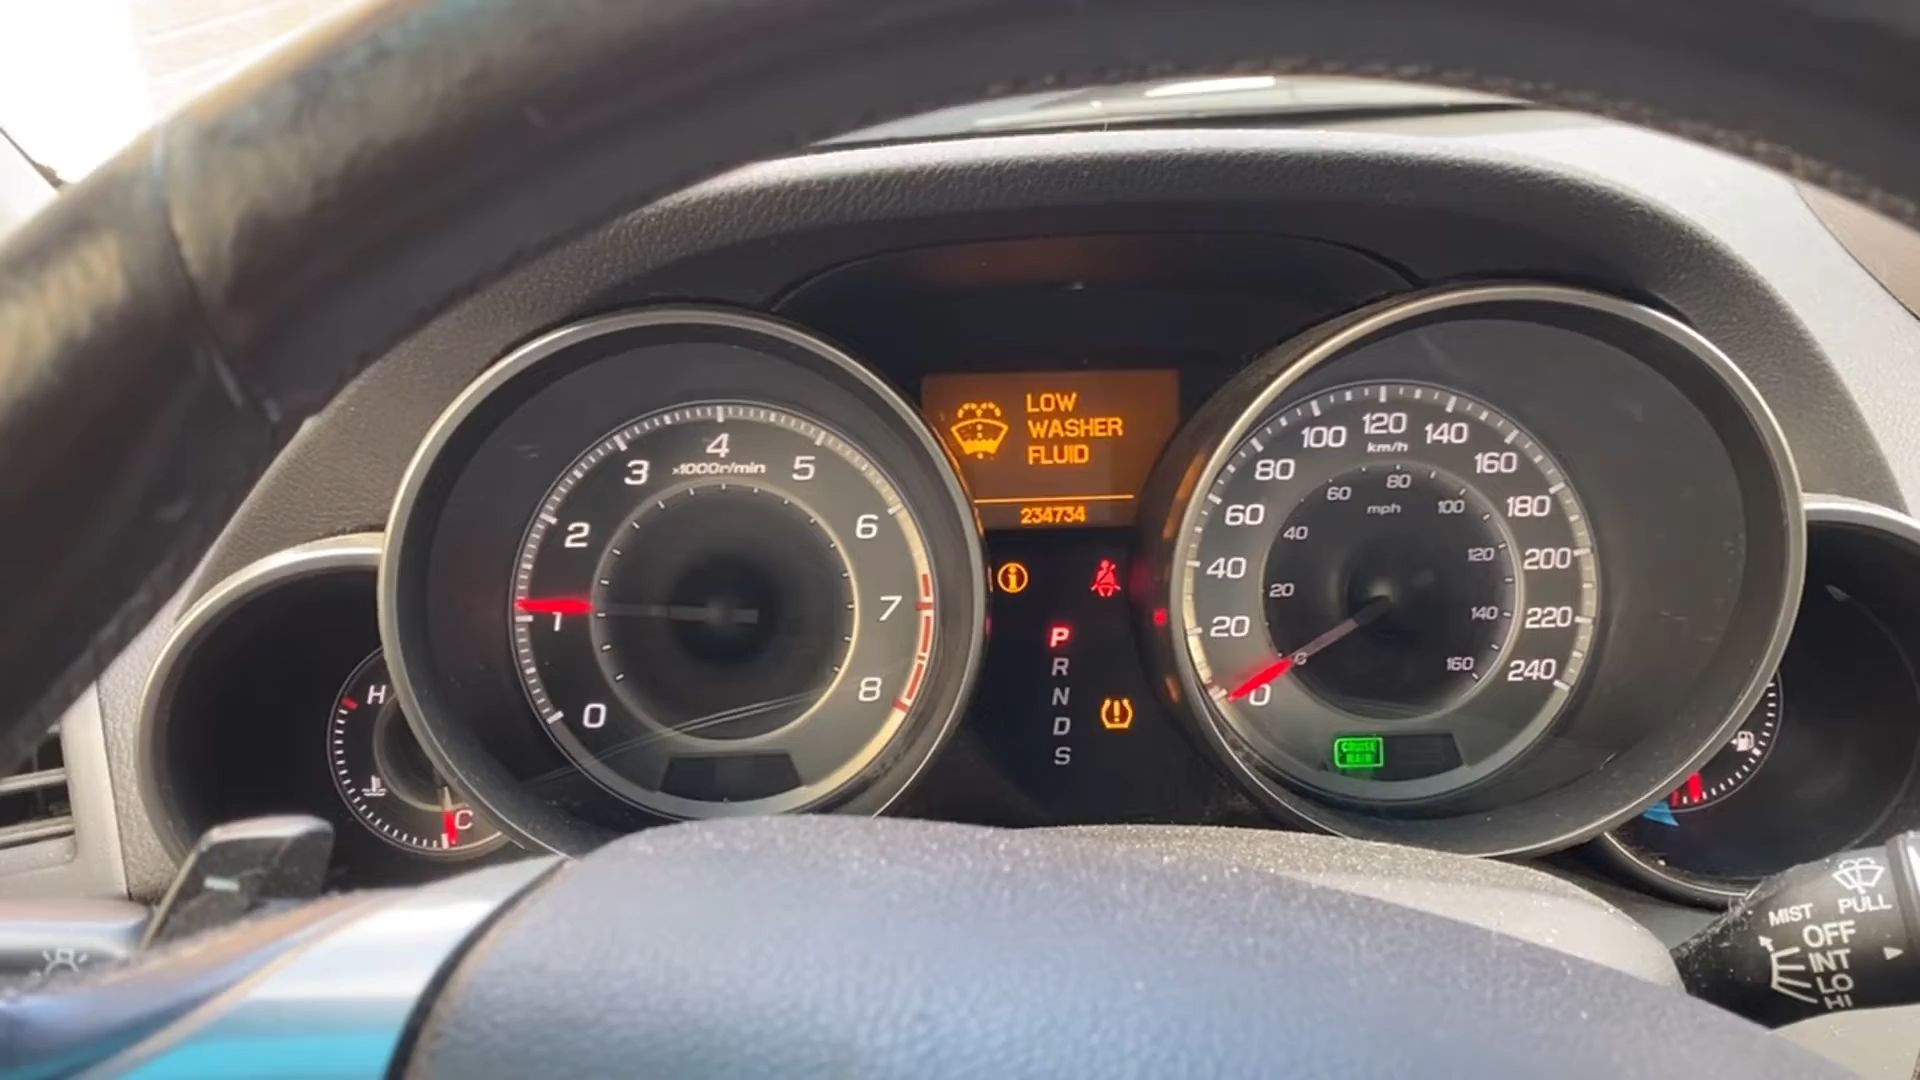 LOW
WASHER
FLUID
234734
0
1
2
3
4
5
6
7
8
x1000r/min
0
20
40
60
80
100
120
140
160
180
200
220
240
km/h
20
40
60
80
100
120
140
160
mph
P
R
N
D
S
CRUISE
MAIN
H
C
MIST PULL
OFF
INT
LO
HI